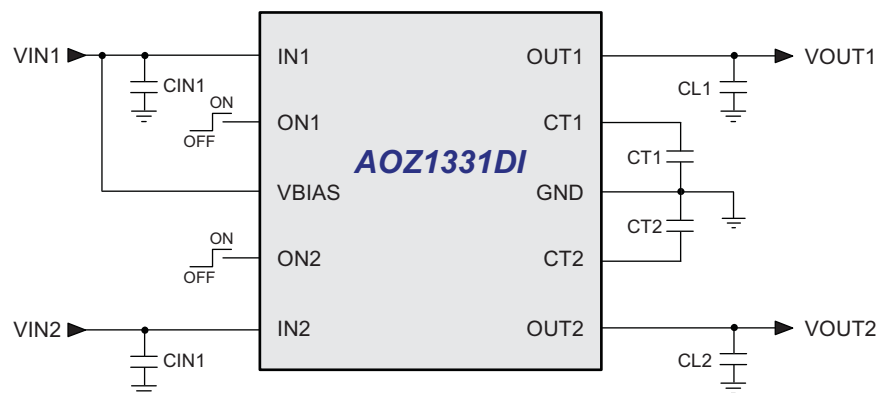 VIN1
IN1
OUT1
VOUT1
CIN1
CL1
ON
OFF
ON1
CT1
CT1
AOZ1331DI
VBIAS
GND
CT2
ON
OFF
ON2
CT2
VIN2
IN2
OUT2
VOUT2
CIN1
CL2